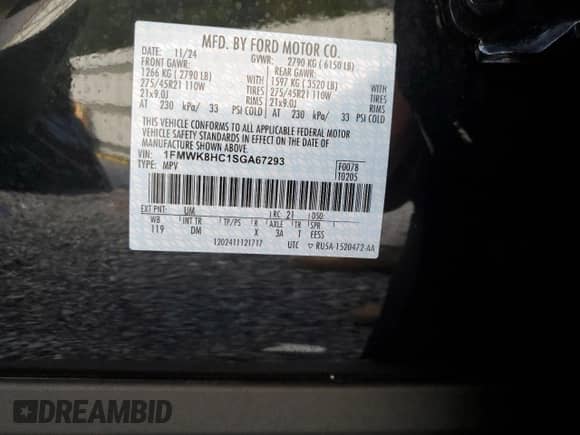 MFD. BY FORD MOTOR CO.
DATE: 11/24 GVWR: 2790 KG (6150 LB)
FRONT GAWR: REAR GAWR:
1266 KG (2790 LB) 1597 KG (3520 LB)
275/45R21 110W WITH TIRES 275/45R21 110W WITH TIRES
21x9.0J RIMS 21x9.0J RIMS
AT 230 kPa/ 33 PSI COLD AT 230 kPa/ 33 PSI COLD
THIS VEHICLE CONFORMS TO ALL APPLICABLE FEDERAL MOTOR
VEHICLE SAFETY STANDARDS IN EFFECT ON THE DATE OF
MANUFACTURE SHOWN ABOVE.
VIN: 1FMWK8HC1SGA67293
TYPE: MPV F0078
T0205
EXT PNT: UM RC: 21 DSO:
WB INT TR TP/PS R AXLE TR SPR
119 DM X 3A T EESS
1202411121717 UTC ▽ RU5A-1520472-AA
DREAMBID